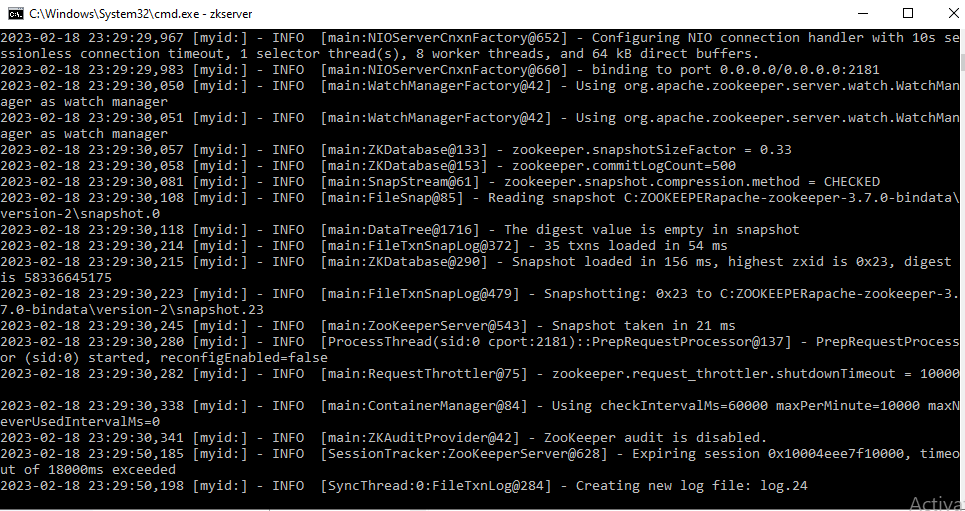 C:\Windows\System32\cmd.exe - zkserver
2023-02-18 23:29:29,967 [myid:] - INFO  [main:NIOServerCnxnFactory@652] - Configuring NIO connection handler with 10s se
ssionless connection timeout, 1 selector thread(s), 8 worker threads, and 64 kB direct buffers.
2023-02-18 23:29:29,983 [myid:] - INFO  [main:NIOServerCnxnFactory@660] - binding to port 0.0.0.0/0.0.0.0:2181
2023-02-18 23:29:30,050 [myid:] - INFO  [main:WatchManagerFactory@42] - Using org.apache.zookeeper.server.watch.WatchMan
ager as watch manager
2023-02-18 23:29:30,051 [myid:] - INFO  [main:WatchManagerFactory@42] - Using org.apache.zookeeper.server.watch.WatchMan
ager as watch manager
2023-02-18 23:29:30,057 [myid:] - INFO  [main:ZKDatabase@133] - zookeeper.snapshotSizeFactor = 0.33
2023-02-18 23:29:30,058 [myid:] - INFO  [main:ZKDatabase@153] - zookeeper.commitLogCount=500
2023-02-18 23:29:30,081 [myid:] - INFO  [main:SnapStream@61] - zookeeper.snapshot.compression.method = CHECKED
2023-02-18 23:29:30,108 [myid:] - INFO  [main:FileSnap@85] - Reading snapshot C:ZOOKEEPERapache-zookeeper-3.7.0-bindata\
version-2\snapshot.0
2023-02-18 23:29:30,118 [myid:] - INFO  [main:DataTree@1716] - The digest value is empty in snapshot
2023-02-18 23:29:30,214 [myid:] - INFO  [main:FileTxnSnapLog@372] - 35 txns loaded in 54 ms
2023-02-18 23:29:30,215 [myid:] - INFO  [main:ZKDatabase@290] - Snapshot loaded in 156 ms, highest zxid is 0x23, digest
is 58336645175
2023-02-18 23:29:30,223 [myid:] - INFO  [main:FileTxnSnapLog@479] - Snapshotting: 0x23 to C:ZOOKEEPERapache-zookeeper-3.
7.0-bindata\version-2\snapshot.23
2023-02-18 23:29:30,245 [myid:] - INFO  [main:ZooKeeperServer@543] - Snapshot taken in 21 ms
2023-02-18 23:29:30,280 [myid:] - INFO  [ProcessThread(sid:0 cport:2181)::PrepRequestProcessor@137] - PrepRequestProcess
or (sid:0) started, reconfigEnabled=false
2023-02-18 23:29:30,282 [myid:] - INFO  [main:RequestThrottler@75] - zookeeper.request_throttler.shutdownTimeout = 10000
2023-02-18 23:29:30,338 [myid:] - INFO  [main:ContainerManager@84] - Using checkIntervalMs=60000 maxPerMinute=10000 maxN
everUsedIntervalMs=0
2023-02-18 23:29:30,341 [myid:] - INFO  [main:ZKAuditProvider@42] - ZooKeeper audit is disabled.
2023-02-18 23:29:50,185 [myid:] - INFO  [SessionTracker:ZooKeeperServer@628] - Expiring session 0x10004eee7f10000, timeo
ut of 18000ms exceeded
2023-02-18 23:29:50,198 [myid:] - INFO  [SyncThread:0:FileTxnLog@284] - Creating new log file: log.24
Activa